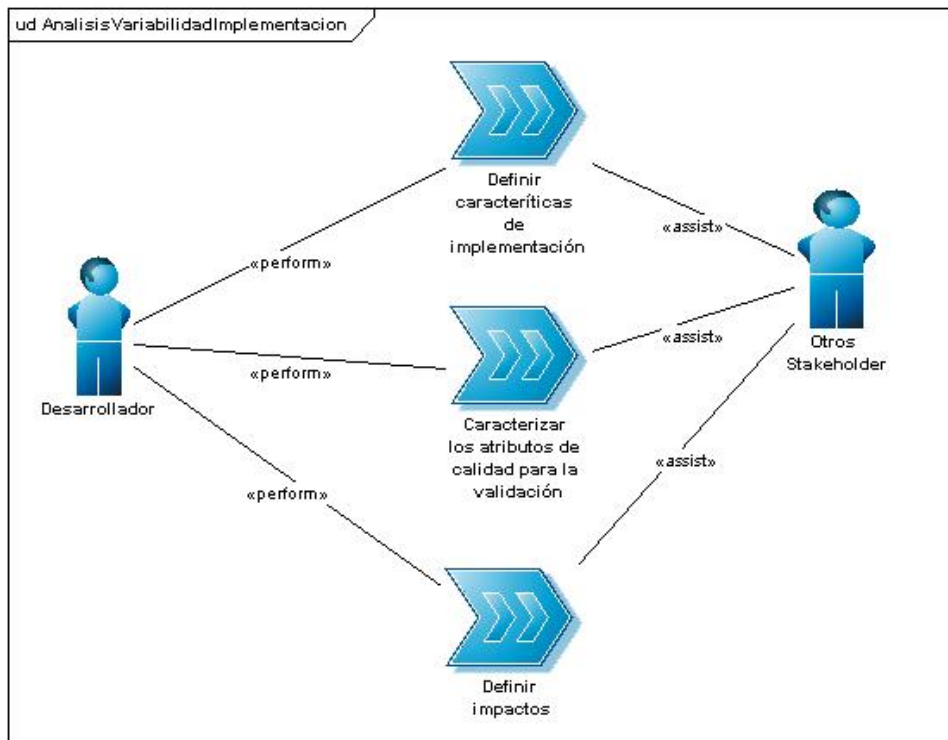 ud AnalisisVariabilidadImplementacion
Definir
caracteríticas
de
implementación
«perform»
«assist»
Desarrollador
Otros
Stakeholder
«perform»
«assist»
Caracterizar
los atributos de
calidad para la
validación
«perform»
«assist»
Definir
impactos